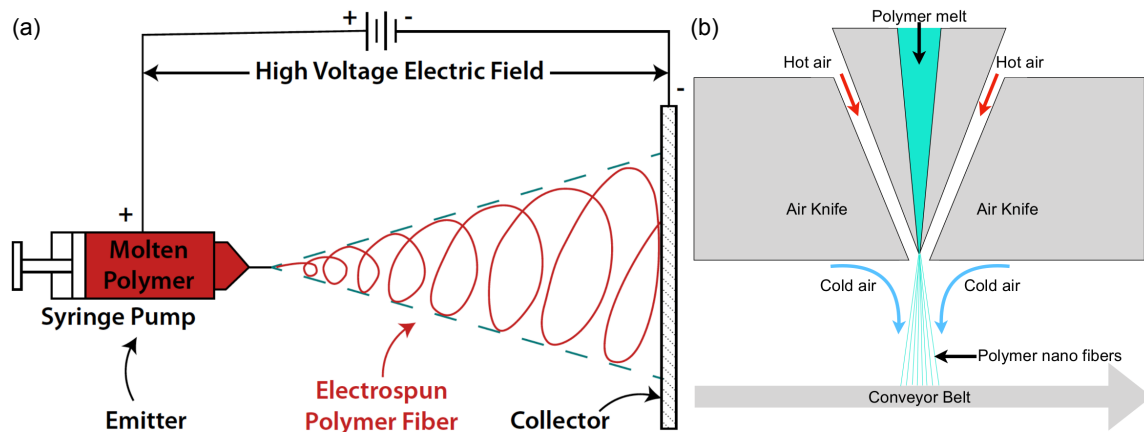 (a)
+
-
High Voltage Electric Field
-
+
Molten
Polymer
Syringe Pump
Emitter
Electrospun
Polymer Fiber
Collector
(b)
Polymer melt
Hot air
Hot air
Air Knife
Air Knife
Cold air
Cold air
Polymer nano fibers
Conveyor Belt